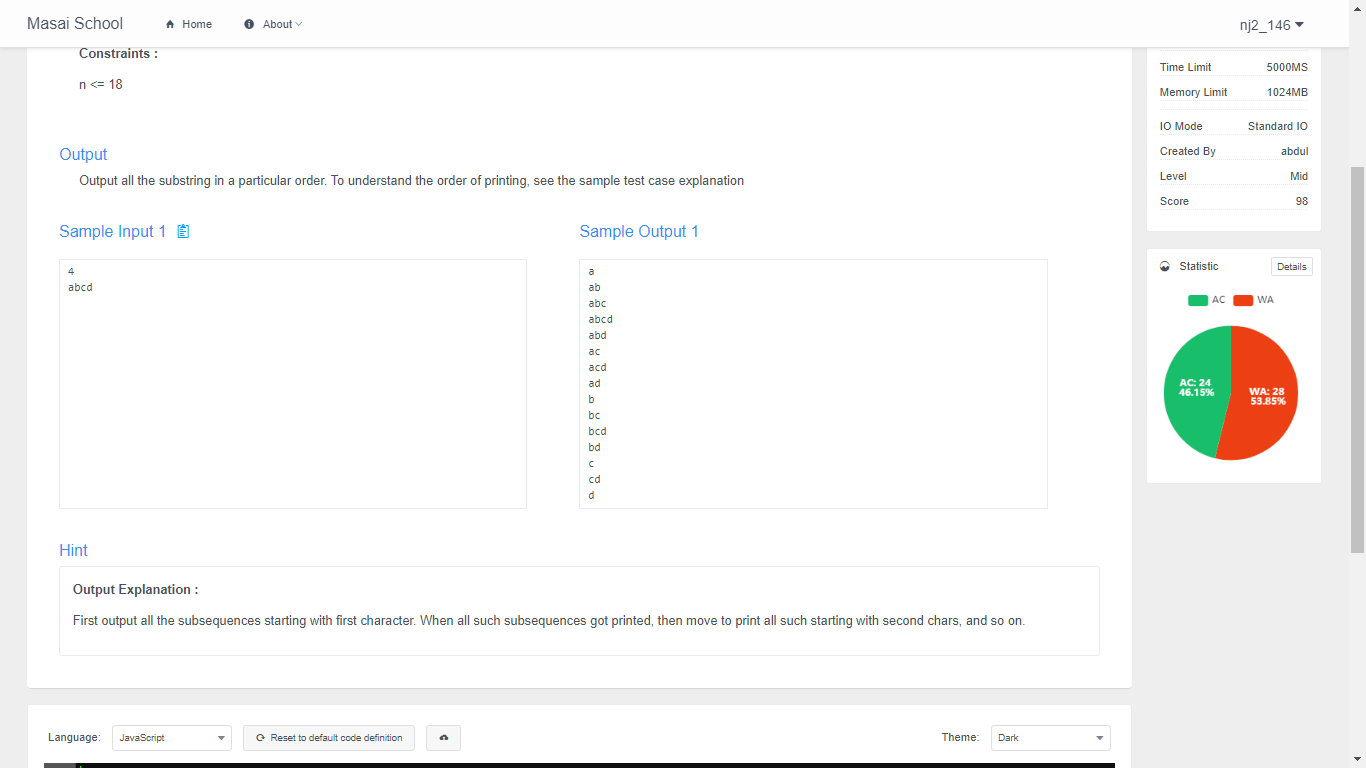 Masai School
Home
About
nj2_146
Constraints :
n <= 18
Output
Output all the substring in a particular order. To understand the order of printing, see the sample test case explanation
Sample Input 1
4
abcd
Sample Output 1
a
ab
abc
abcd
abd
ac
acd
ad
b
bc
bcd
bd
c
cd
d
Hint
Output Explanation :
First output all the subsequences starting with first character. When all such subsequences got printed, then move to print all such starting with second chars, and so on.
Language:
JavaScript
Reset to default code definition
Theme:
Dark
Time Limit 5000MS
Memory Limit 1024MB
IO Mode Standard IO
Created By abdul
Level Mid
Score 98
Statistic
Details
AC WA
AC: 24
46.15%
WA: 28
53.85%